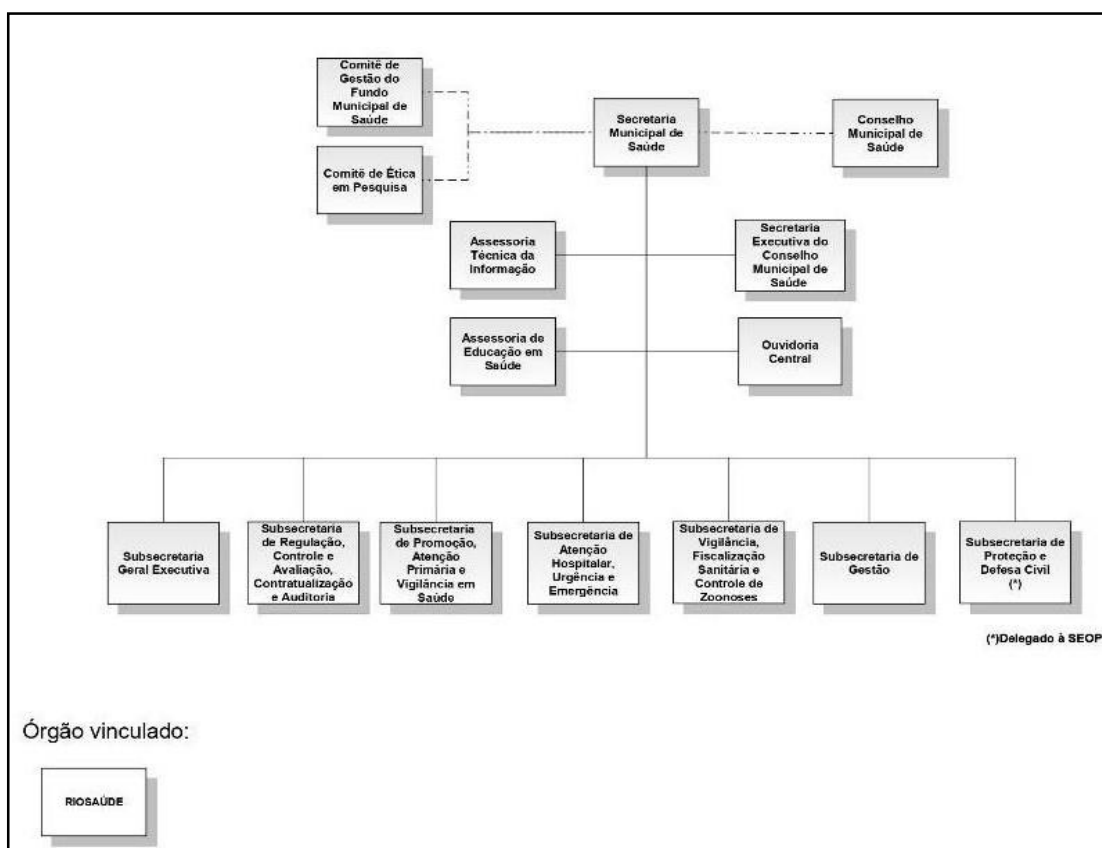 Comitê de
Gestão do
Fundo
Municipal de
Saúde
Secretaria
Municipal de
Saúde
Conselho
Municipal de
Saúde
Comitê de Ética
em Pesquisa
Assessoria
Técnica da
Informação
Secretaria
Executiva do
Conselho
Municipal de
Saúde
Assessoria de
Educação em
Saúde
Ouvidoria
Central
Subsecretaria
Geral Executiva
Subsecretaria
de Regulação,
Controle e
Avaliação,
Contratualização
e Auditoria
Subsecretaria
de Promoção,
Atenção
Primária e
Vigilância em
Saúde
Subsecretaria de
Atenção
Hospitalar,
Urgência e
Emergência
Subsecretaria de
Vigilância,
Fiscalização
Sanitária e
Controle de
Zoonoses
Subsecretaria de
Gestão
Subsecretaria de
Proteção e
Defesa Civil
(*)
(*)Delegado à SEOP
Órgão vinculado:
RIOSAÚDE